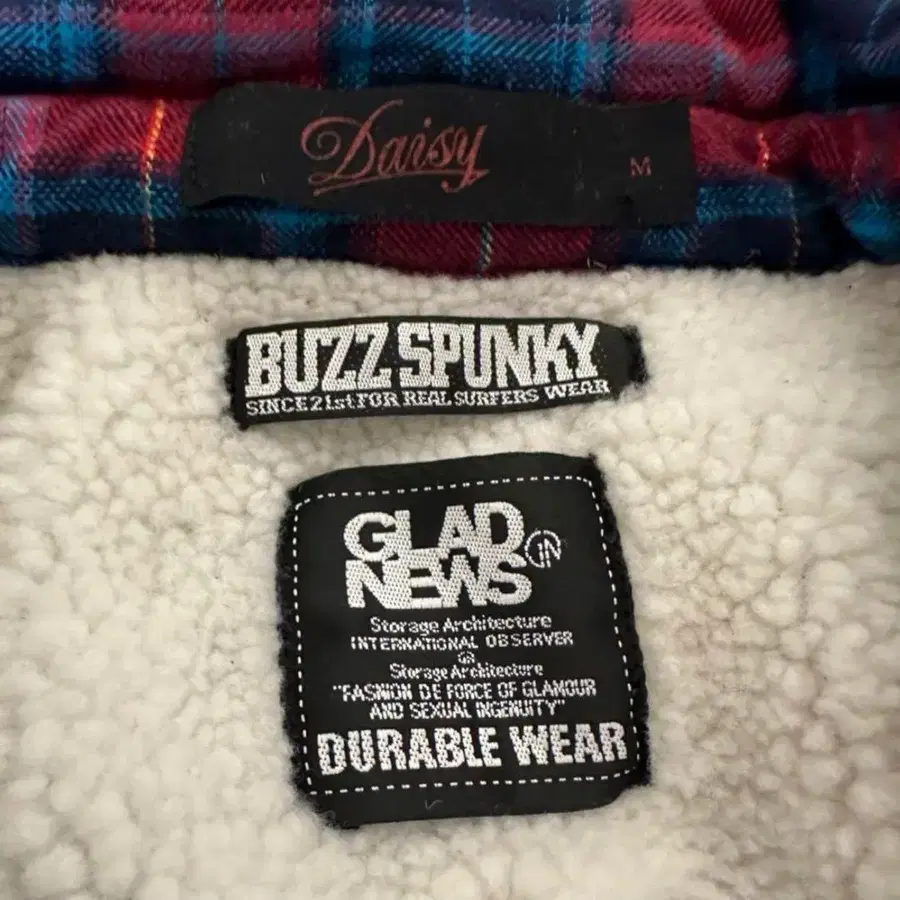 Daisy
M
BUZZ SPUNKY
SINCE 21st FOR REAL SURFERS WEAR
GLAD
NEWS iN
Storage Architecture
INTERNATIONAL OBSERVER
GR
Storage Architecture
"FASNION DE FORCE OF GLAMOUR
AND SEXUAL INGENUITY"
DURABLE WEAR